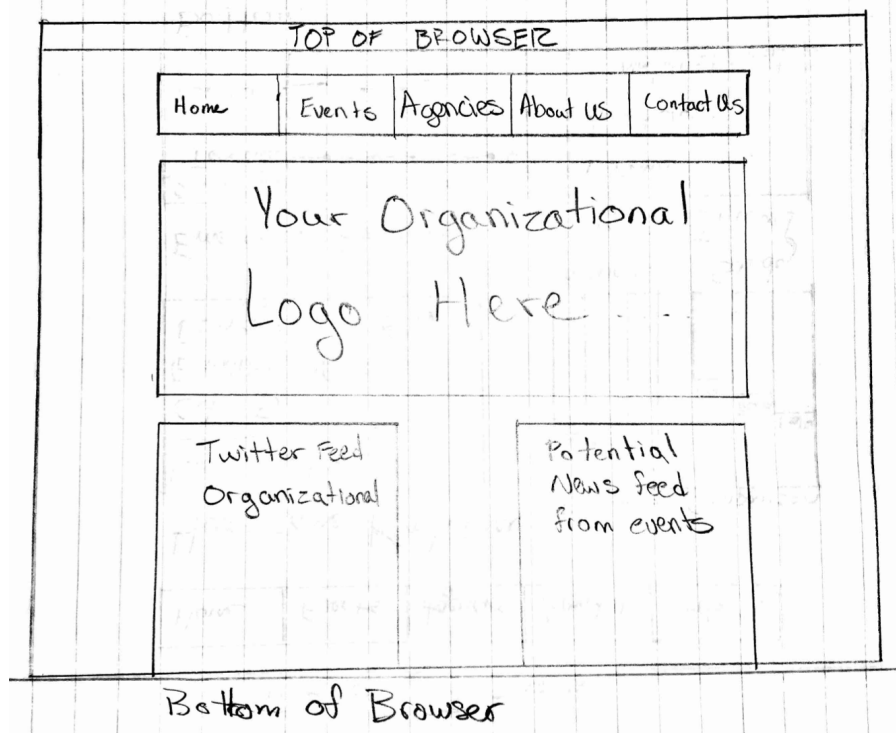 TOP OF BROWSER
Home Events Agencies About us Contact Us
Your Organizational
Logo Here....
Twitter Feed
Organizational
Potential
News feed
from events
Bottom of Browser